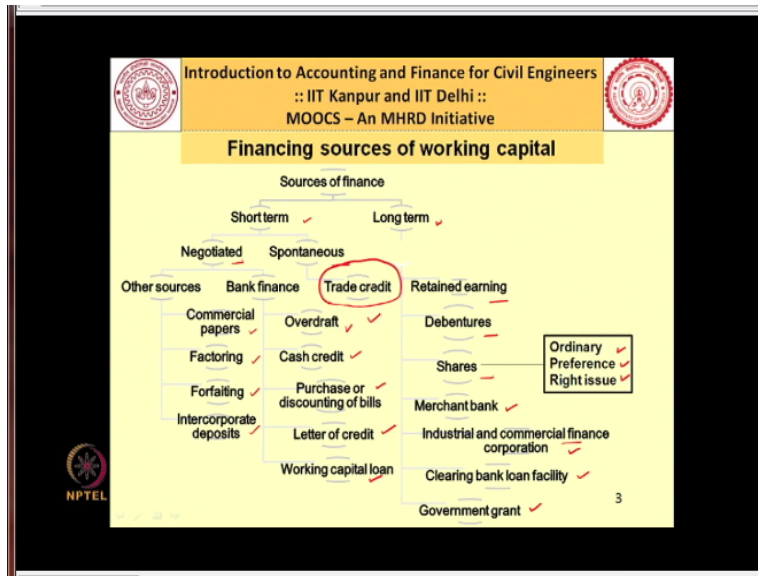 Introduction to Accounting and Finance for Civil Engineers
:: IIT Kanpur and IIT Delhi ::
MOOCS – An MHRD Initiative
Financing sources of working capital
Sources of finance
Short term
Long term
Negotiated
Spontaneous
Other sources
Bank finance
Trade credit
Retained earning
Commercial
papers
Overdraft
Debentures
Factoring
Cash credit
Shares
Ordinary
Preference
Right issue
Forfaiting
Purchase or
discounting of bills
Merchant bank
Intercorporate
deposits
Letter of credit
Industrial and commercial finance
corporation
Working capital loan
Clearing bank loan facility
Government grant
NPTEL
3